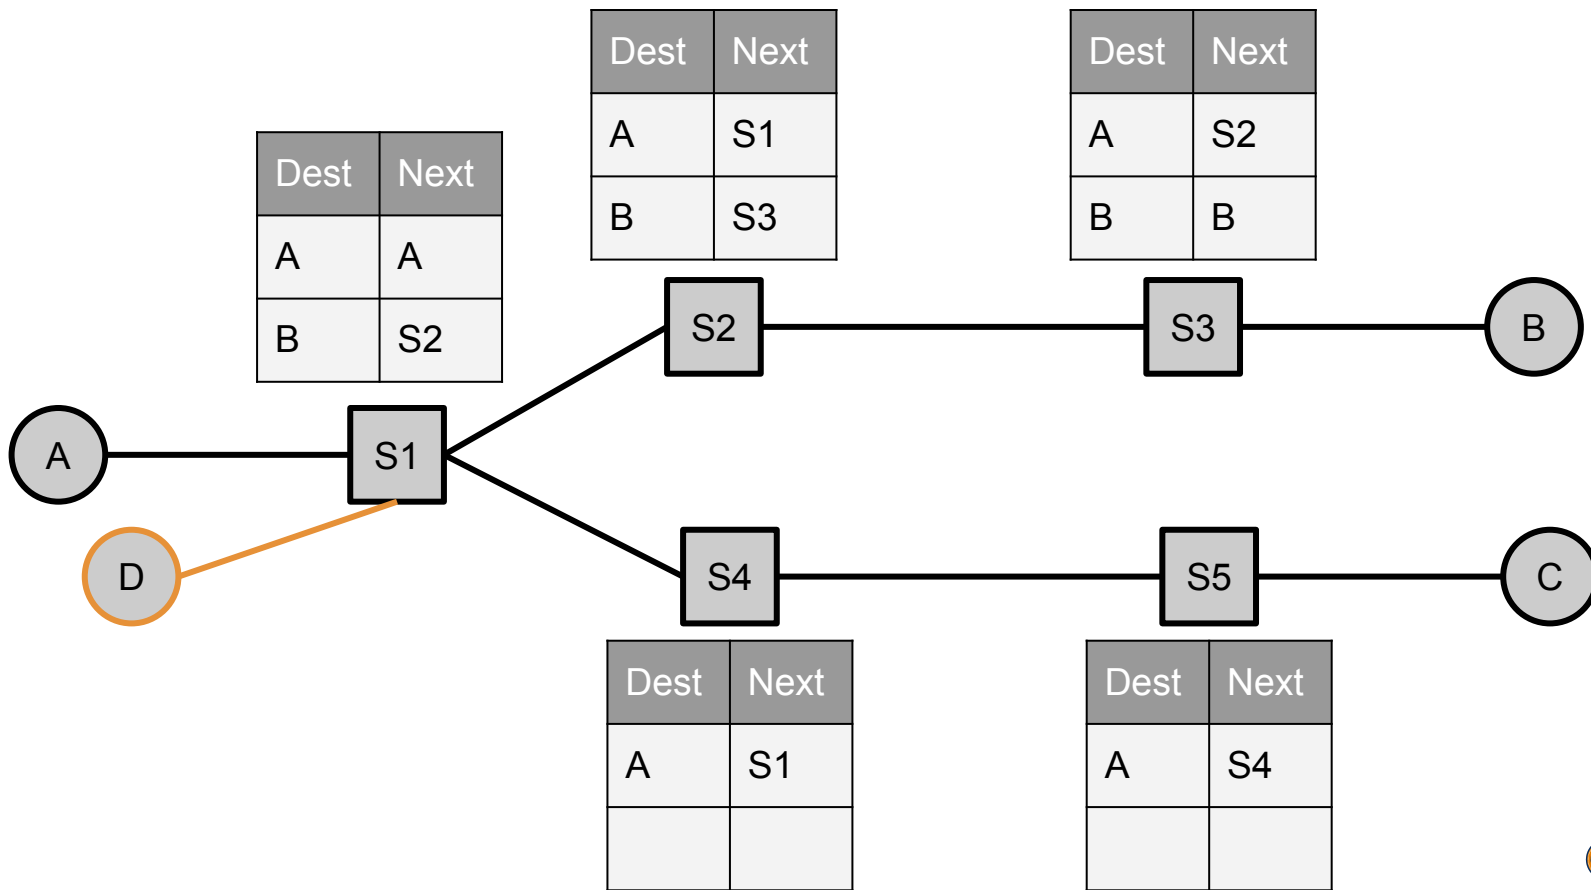 Dest Next
A S1
B S3
Dest Next
A S2
B B
Dest Next
A A
B S2
S2
S3
B
A
S1
D
S4
S5
C
Dest Next
A S1
Dest Next
A S4